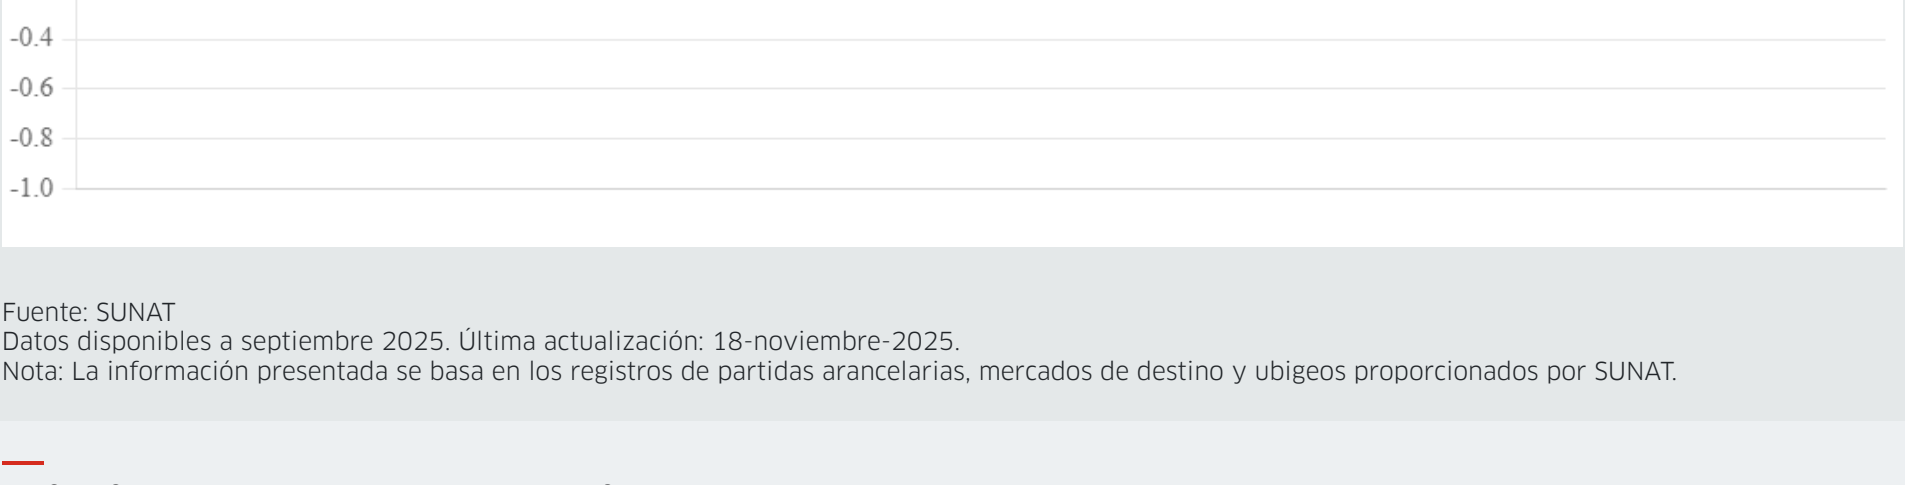 -0.4
-0.6
-0.8
-1.0
Fuente: SUNAT
Datos disponibles a septiembre 2025. Última actualización: 18-noviembre-2025.
Nota: La información presentada se basa en los registros de partidas arancelarias, mercados de destino y ubigeos proporcionados por SUNAT.